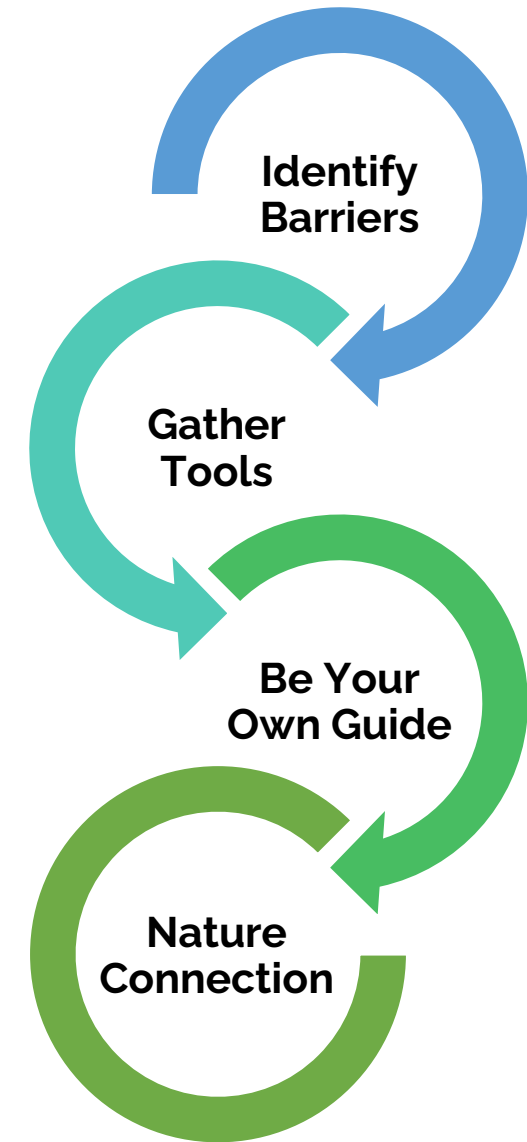 Identify
Barriers
Gather
Tools
Be Your
Own Guide
Nature
Connection